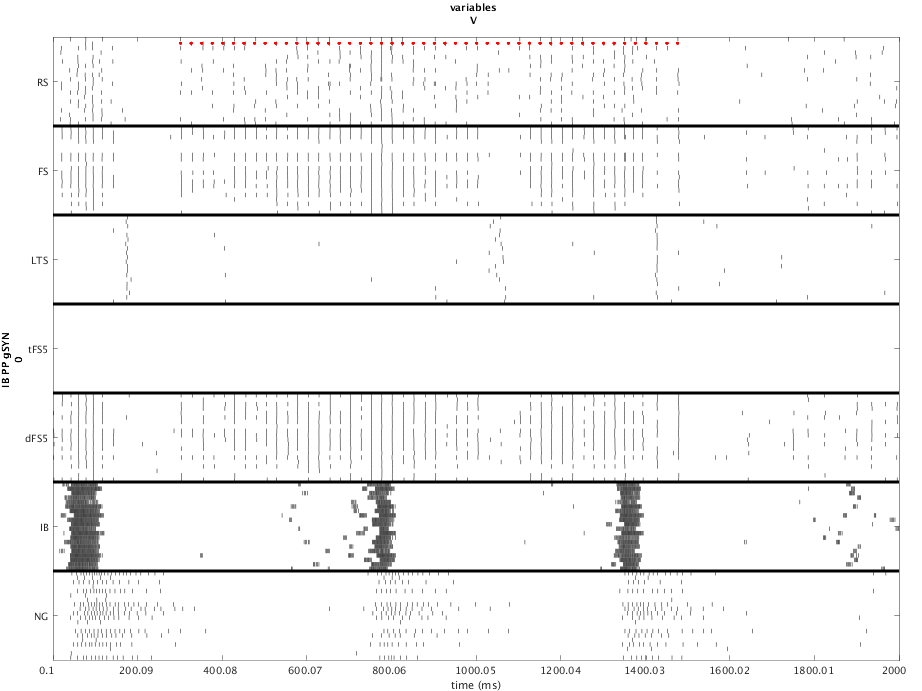 variables
V
RS
FS
LTS
tFS5
dFS5
IB
NG
IB PP gSYN
0
0.1 200.09 400.08 600.07 800.06 1000.05 1200.04 1400.03 1600.02 1800.01 2000
time (ms)